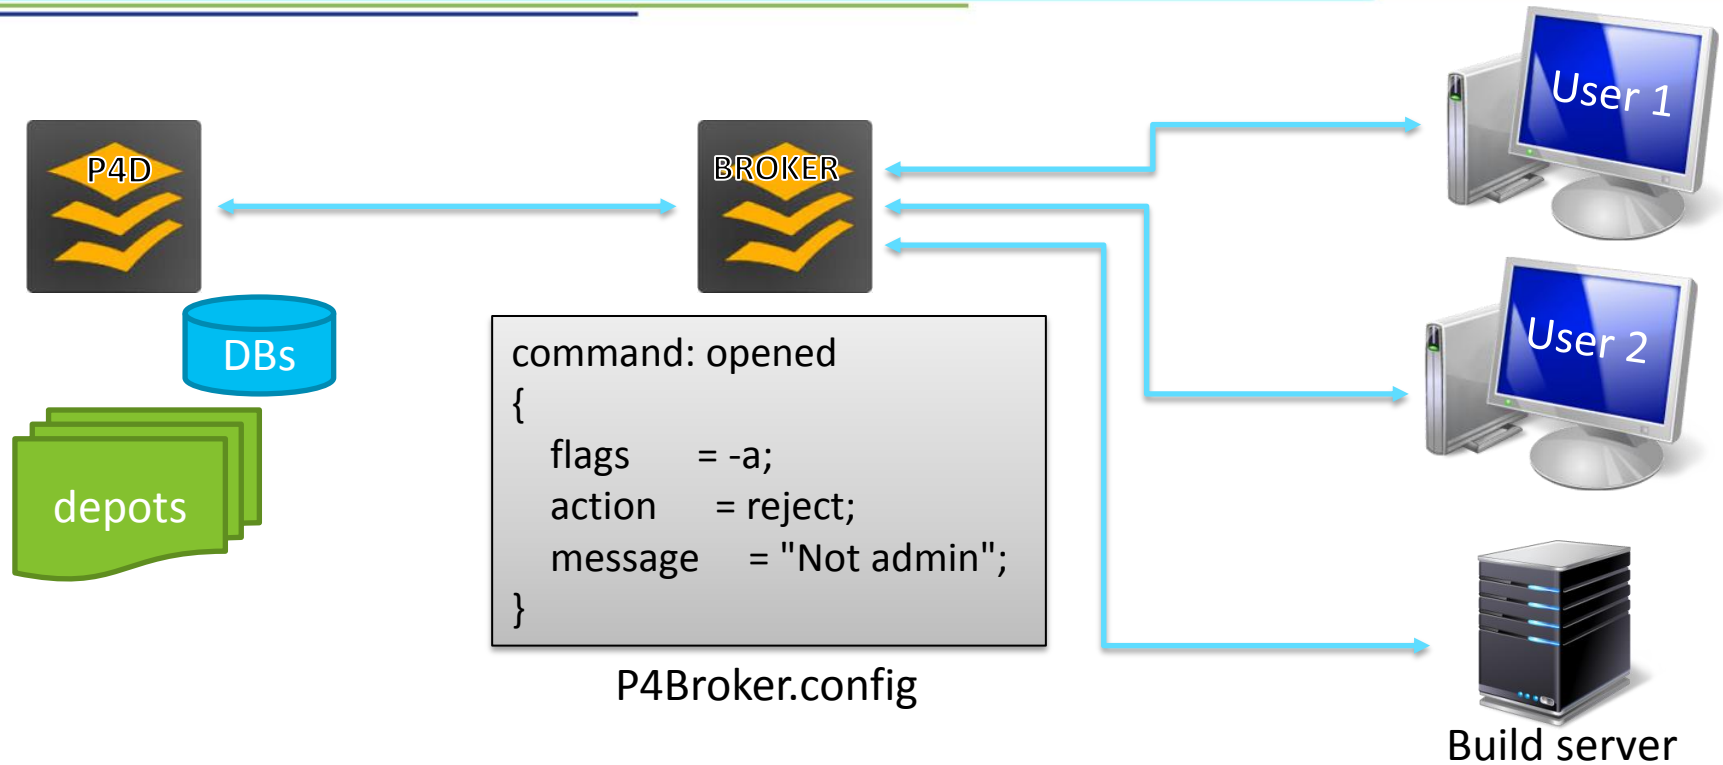 P4D
BROKER
User 1
DBs
User 2
depots
command: opened
{
flags = -a;
action = reject;
message = "Not admin";
}
P4Broker.config
Build server